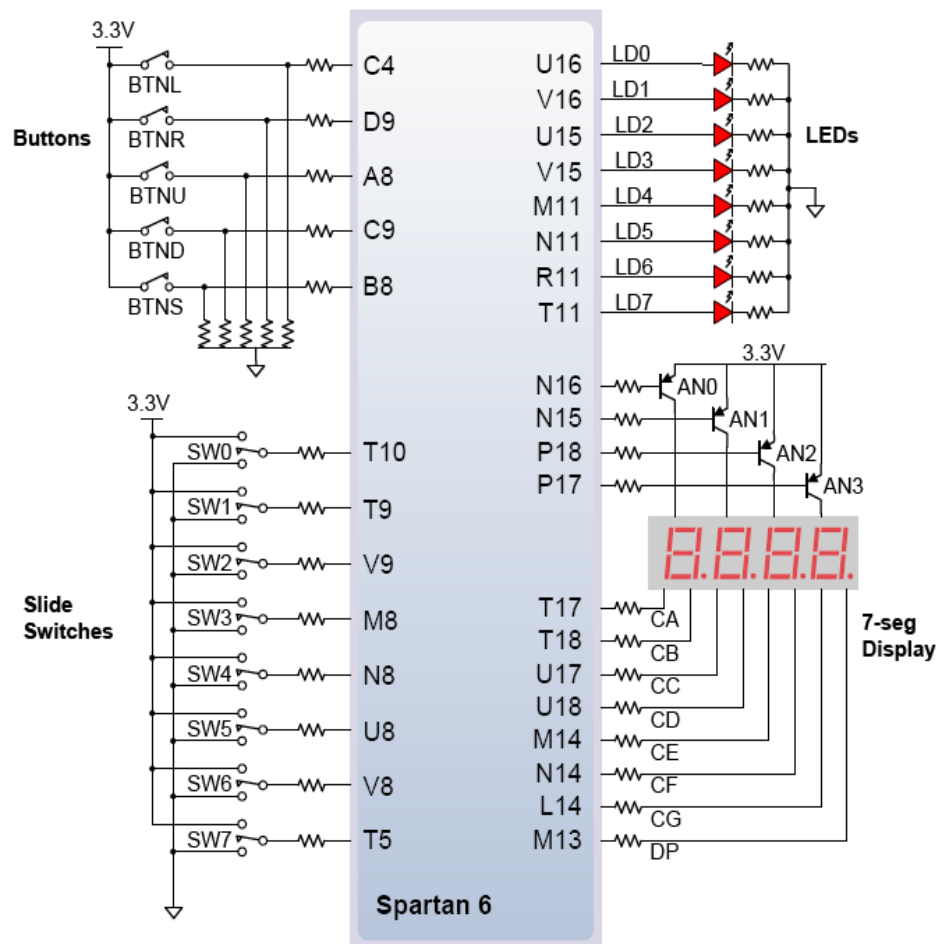 3.3V
BTNL
BTNR
BTNU
BTND
BTNS
Buttons
C4
D9
A8
C9
B8
3.3V
SW0
SW1
SW2
SW3
SW4
SW5
SW6
SW7
Slide
Switches
T10
T9
V9
M8
N8
U8
V8
T5
Spartan 6
U16 LD0
V16 LD1
U15 LD2
V15 LD3
M11 LD4
N11 LD5
R11 LD6
T11 LD7
LEDs
3.3V
N16 AN0
N15 AN1
P18 AN2
P17 AN3
8.8.8.8.
T17 CA
T18 CB
U17 CC
U18 CD
M14 CE
N14 CF
L14 CG
M13 DP
7-seg
Display